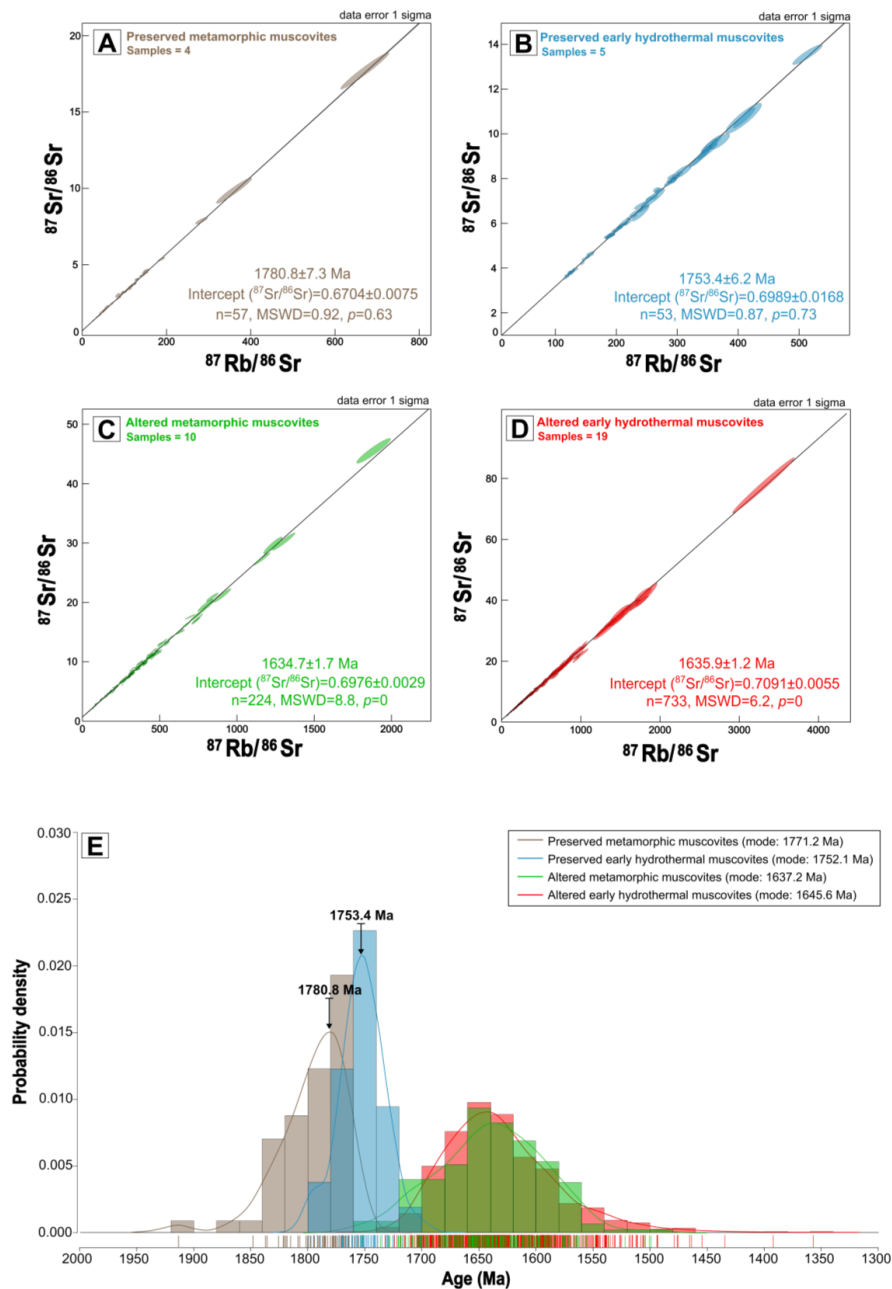 data error 1 sigma
A
Preserved metamorphic muscovites
Samples = 4
20
15
10
5
0
0
200
400
600
800
87Sr/86Sr
87Rb/86Sr
1780.8±7.3 Ma
Intercept (87Sr/86Sr)=0.6704±0.0075
n=57, MSWD=0.92, p=0.63
data error 1 sigma
B
Preserved early hydrothermal muscovites
Samples = 5
14
12
10
8
6
4
2
0
0
100
200
300
400
500
87Sr/86Sr
87Rb/86Sr
1753.4±6.2 Ma
Intercept (87Sr/86Sr)=0.6989±0.0168
n=53, MSWD=0.87, p=0.73
data error 1 sigma
C
Altered metamorphic muscovites
Samples = 10
50
40
30
20
10
0
0
500
1000
1500
2000
87Sr/86Sr
87Rb/86Sr
1634.7±1.7 Ma
Intercept (87Sr/86Sr)=0.6976±0.0029
n=224, MSWD=8.8, p=0
data error 1 sigma
D
Altered early hydrothermal muscovites
Samples = 19
80
60
40
20
0
0
1000
2000
3000
4000
87Sr/86Sr
87Rb/86Sr
1635.9±1.2 Ma
Intercept (87Sr/86Sr)=0.7091±0.0055
n=733, MSWD=6.2, p=0
E
Preserved metamorphic muscovites (mode: 1771.2 Ma)
Preserved early hydrothermal muscovites (mode: 1752.1 Ma)
Altered metamorphic muscovites (mode: 1637.2 Ma)
Altered early hydrothermal muscovites (mode: 1645.6 Ma)
1753.4 Ma
1780.8 Ma
Probability density
0.030
0.025
0.020
0.015
0.010
0.005
0.000
2000
1950
1900
1850
1800
1750
1700
1650
1600
1550
1500
1450
1400
1350
1300
Age (Ma)